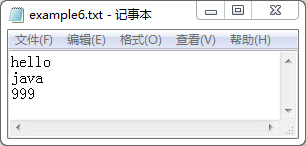 example6.txt - 记事本
文件(F) 编辑(E) 格式(O) 查看(V) 帮助(H)
hello
java
999